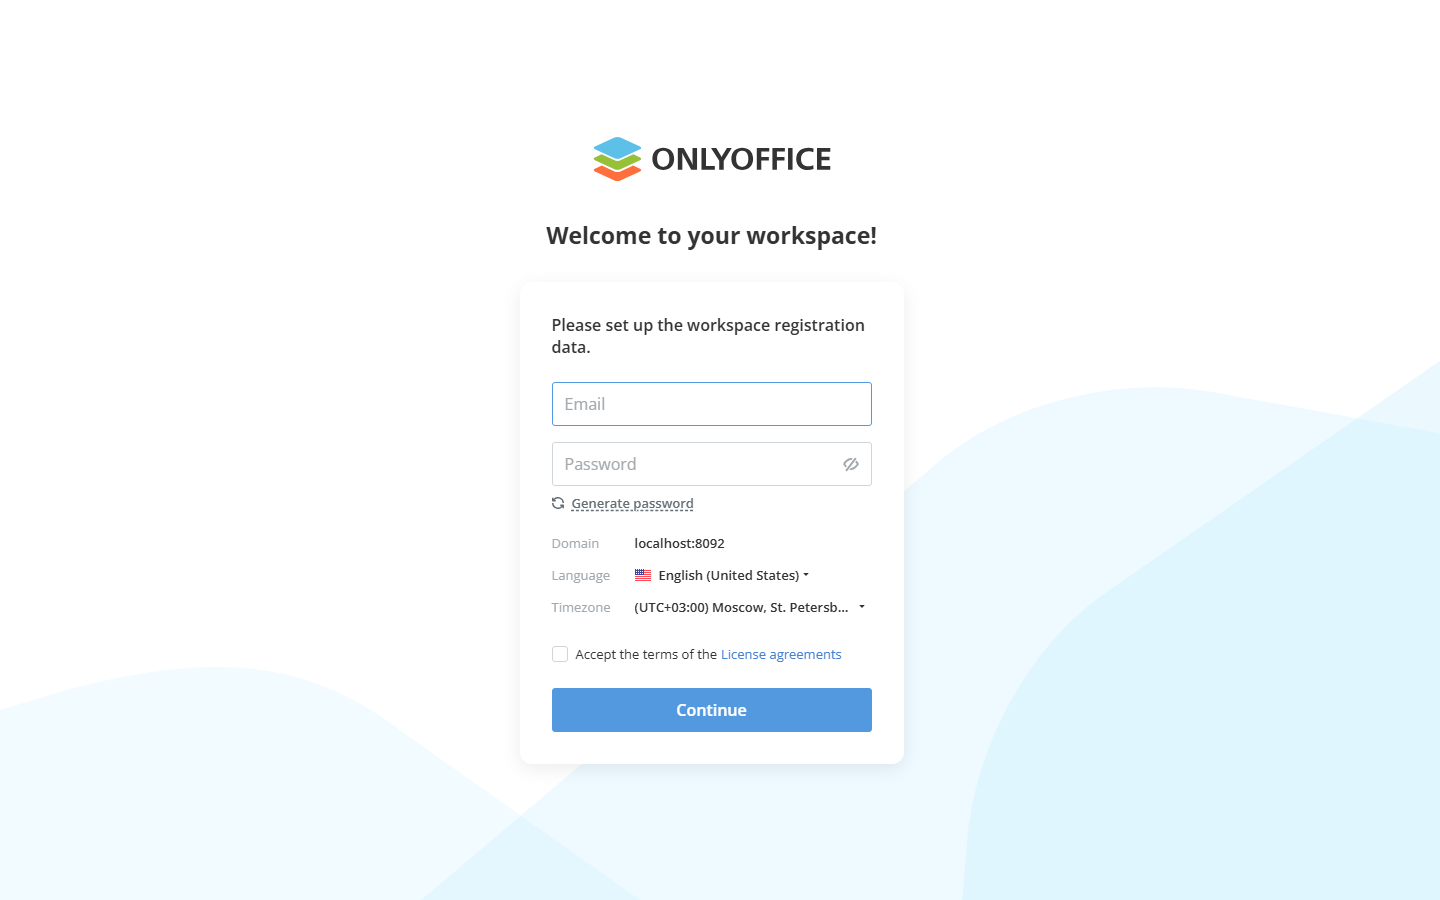 ONLYOFFICE
Welcome to your workspace!
Please set up the workspace registration
data.
Email
Password
Generate password
Domain localhost:8092
Language English (United States)
Timezone (UTC+03:00) Moscow, St. Petersb...
Accept the terms of the License agreements
Continue